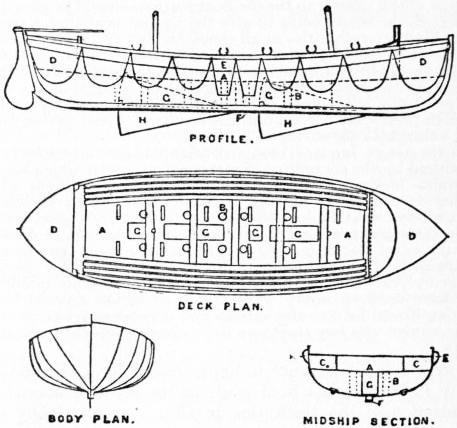 D E D
A
G G B
H F H
PROFILE.
B
D A C C C C A D
DECK PLAN.
E E
C. A C
G B
F
BODY PLAN. MIDSHIP SECTION.